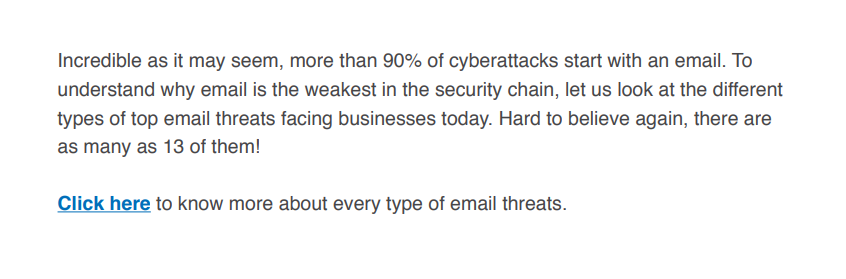 Incredible as it may seem, more than 90% of cyberattacks start with an email. To
understand why email is the weakest in the security chain, let us look at the different
types of top email threats facing businesses today. Hard to believe again, there are
as many as 13 of them!
Click here to know more about every type of email threats.